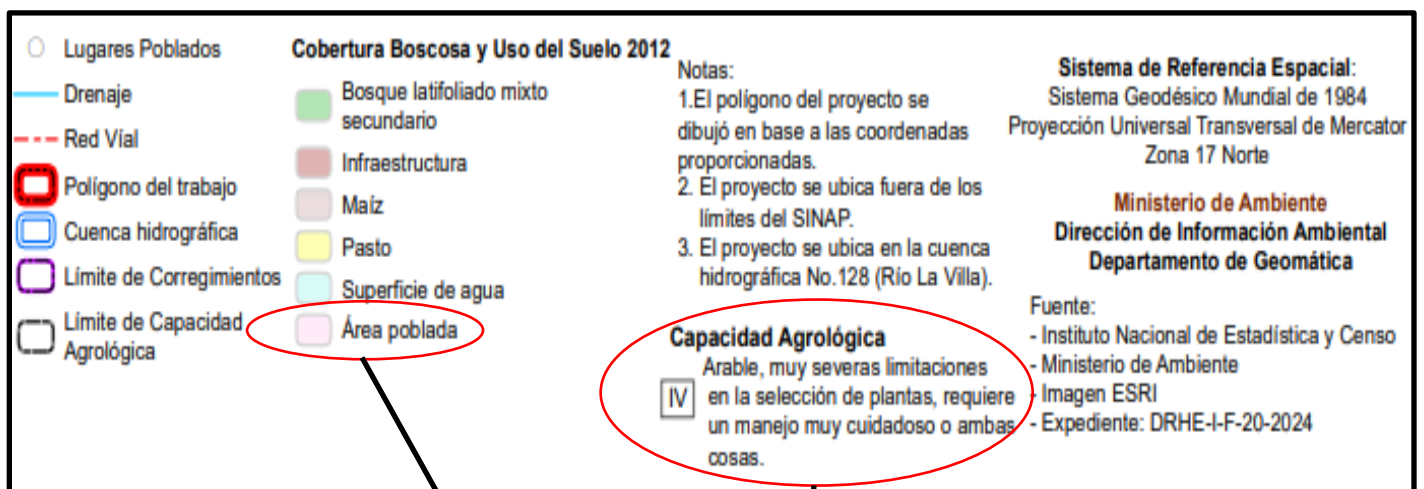 Lugares Poblados
Drenaje
Red Víal
Polígono del trabajo
Cuenca hidrográfica
Límite de Corregimientos
Límite de Capacidad
Agrológica
Cobertura Boscosa y Uso del Suelo 2012
Bosque latifoliado mixto
secundario
Infraestructura
Maíz
Pasto
Superficie de agua
Área poblada
Notas:
1.El polígono del proyecto se
dibujó en base a las coordenadas
proporcionadas.
2. El proyecto se ubica fuera de los
límites del SINAP.
3. El proyecto se ubica en la cuenca
hidrográfica No.128 (Río La Villa).
Capacidad Agrológica
IV
Arable, muy severas limitaciones
en la selección de plantas, requiere
un manejo muy cuidadoso o ambas
cosas.
Sistema de Referencia Espacial:
Sistema Geodésico Mundial de 1984
Proyección Universal Transversal de Mercator
Zona 17 Norte
Ministerio de Ambiente
Dirección de Información Ambiental
Departamento de Geomática
Fuente:
- Instituto Nacional de Estadística y Censo
- Ministerio de Ambiente
- Imagen ESRI
- Expediente: DRHE-I-F-20-2024